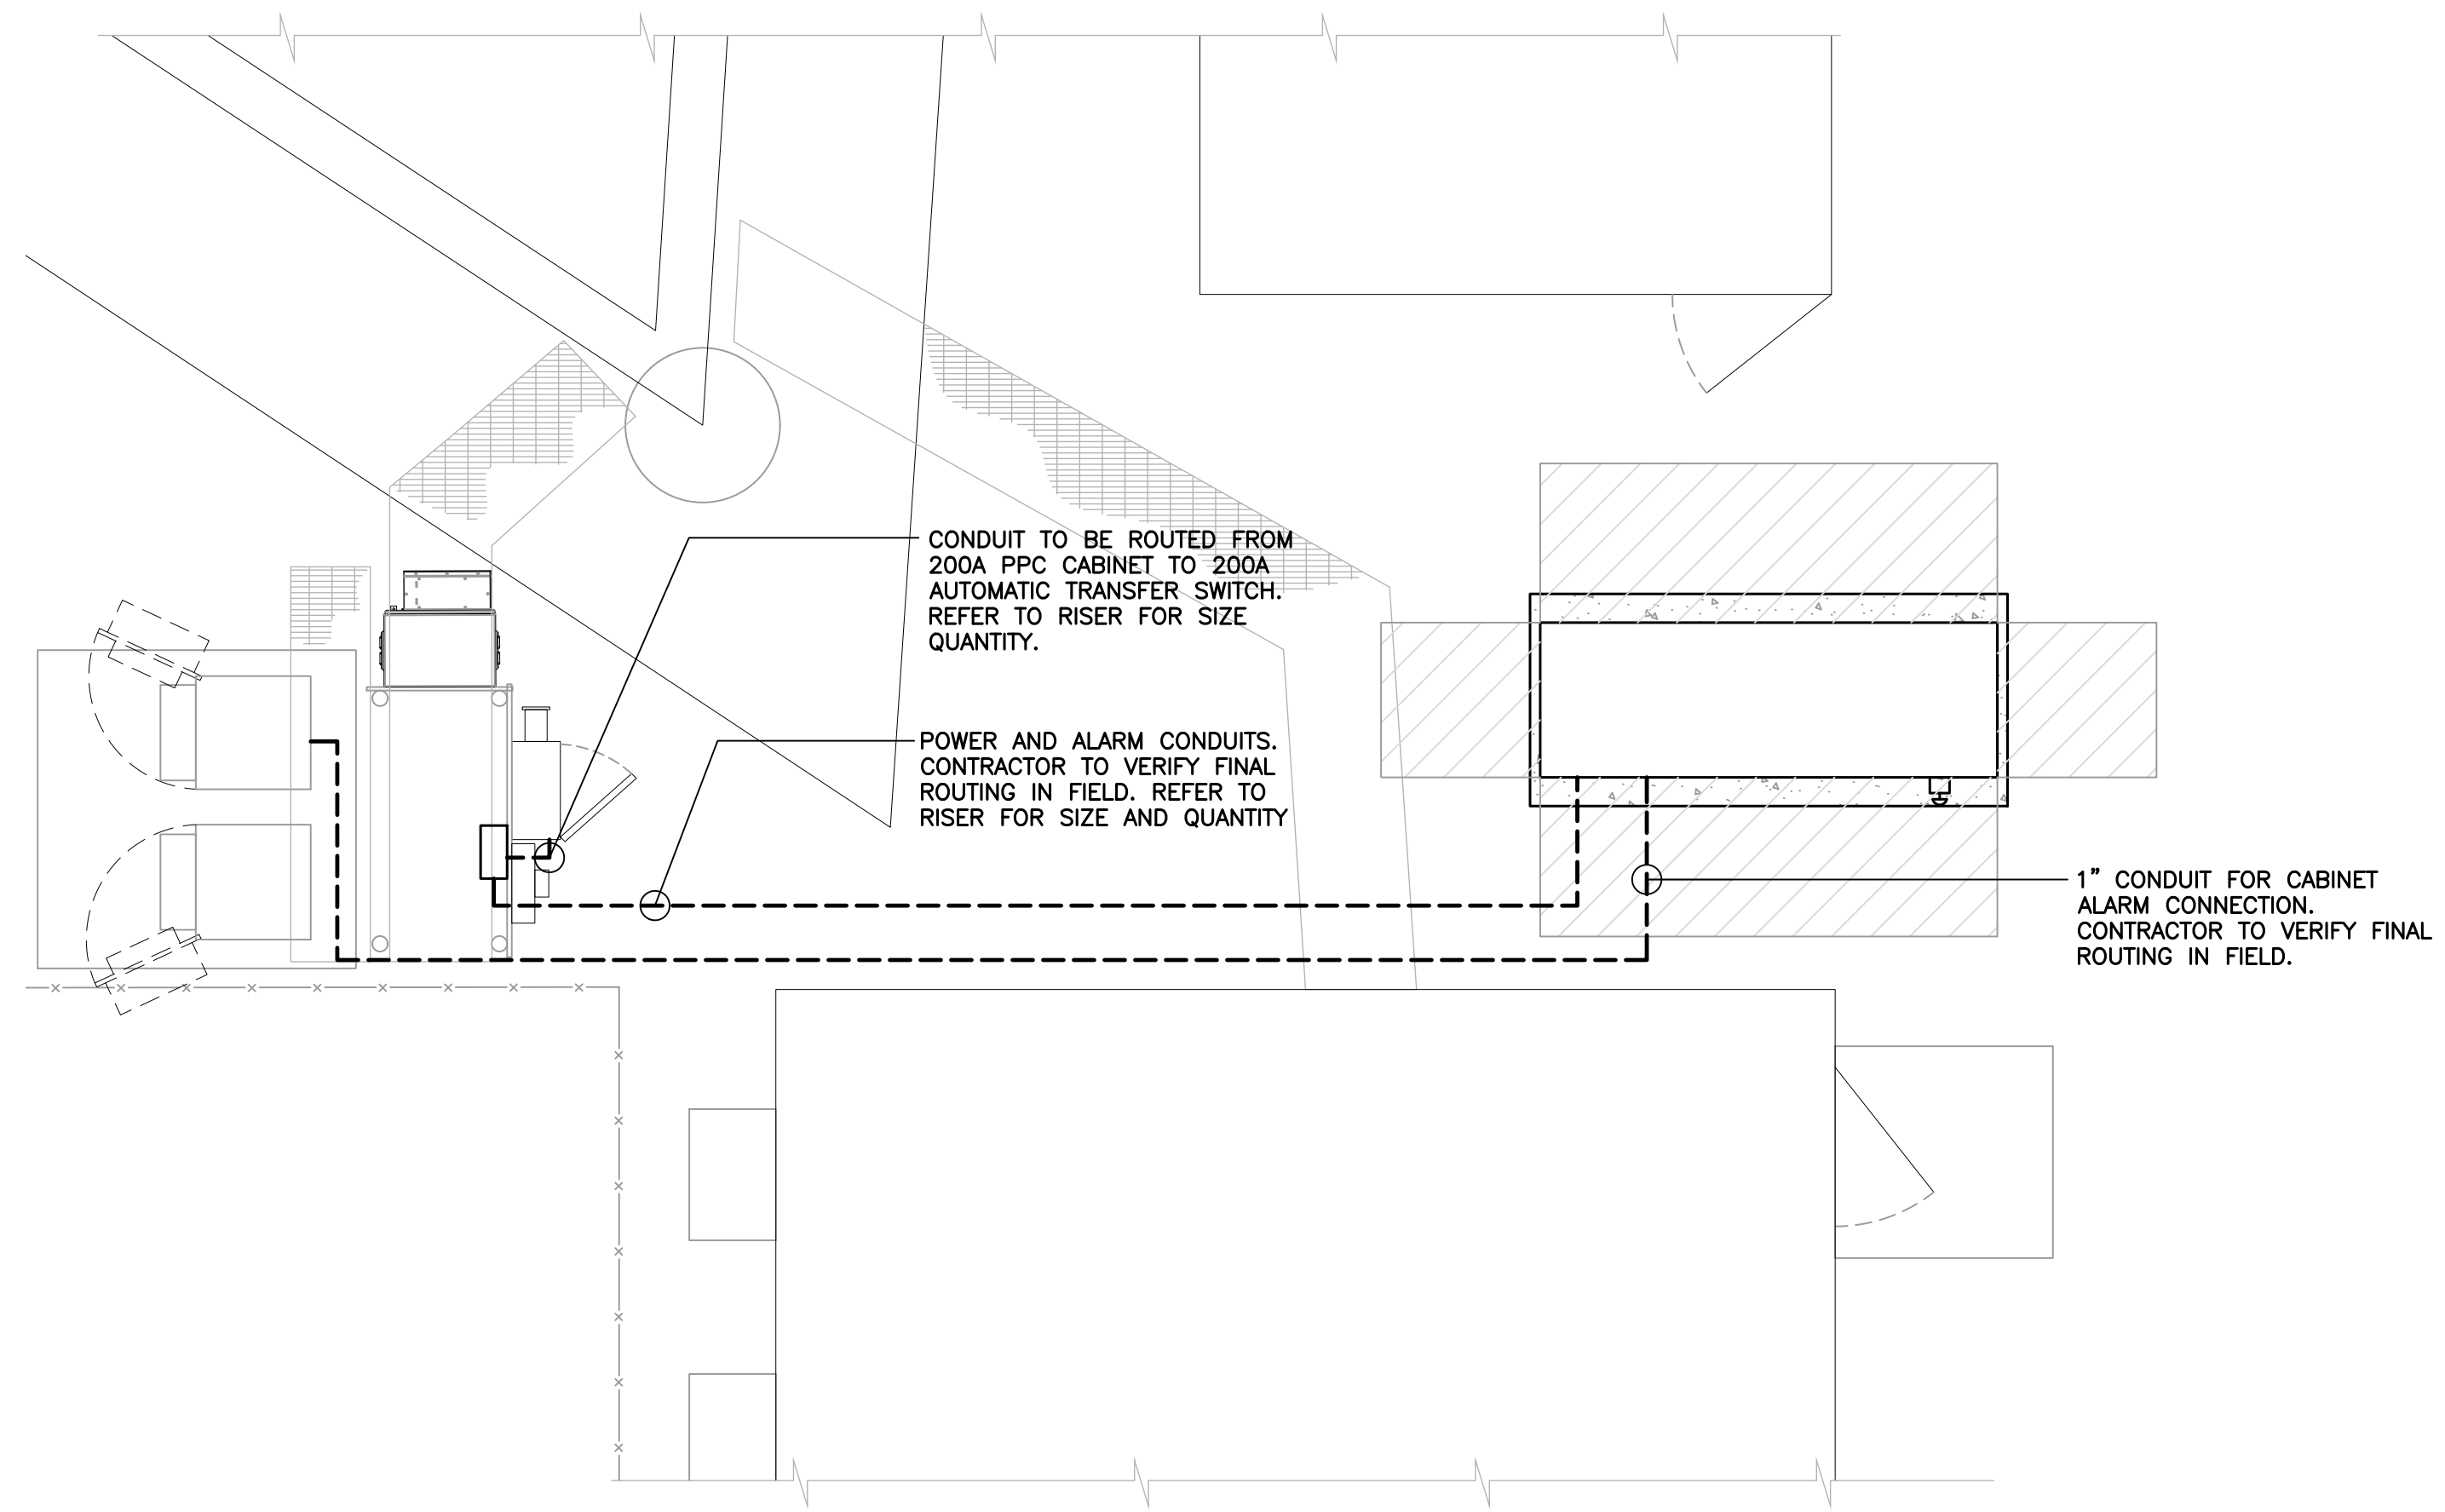 CONDUIT TO BE ROUTED FROM
200A PPC CABINET TO 200A
AUTOMATIC TRANSFER SWITCH.
REFER TO RISER FOR SIZE
QUANTITY.
POWER AND ALARM CONDUITS.
CONTRACTOR TO VERIFY FINAL
ROUTING IN FIELD. REFER TO
RISER FOR SIZE AND QUANTITY
1" CONDUIT FOR CABINET
ALARM CONNECTION.
CONTRACTOR TO VERIFY FINAL
ROUTING IN FIELD.